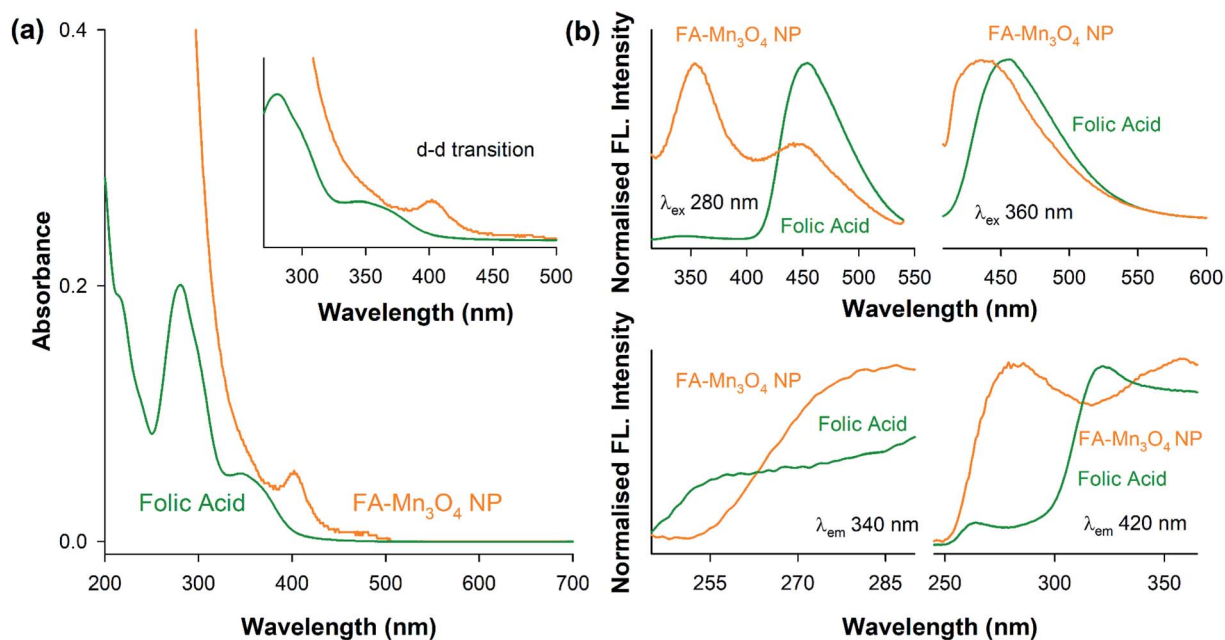 (a)
0.4
0.2
0.0
Absorbance
200 300 400 500 600 700
Wavelength (nm)
Folic Acid
FA-Mn₃O₄ NP
d-d transition
300 350 400 450 500
Wavelength (nm)
(b)
Normalised FL. Intensity
FA-Mn₃O₄ NP
λex 280 nm
Folic Acid
350 400 450 500 550
Wavelength (nm)
FA-Mn₃O₄ NP
Folic Acid
λex 360 nm
450 500 550 600
Wavelength (nm)
Normalised FL. Intensity
FA-Mn₃O₄ NP
Folic Acid
λem 340 nm
255 270 285
Wavelength (nm)
FA-Mn₃O₄ NP
Folic Acid
λem 420 nm
250 300 350
Wavelength (nm)